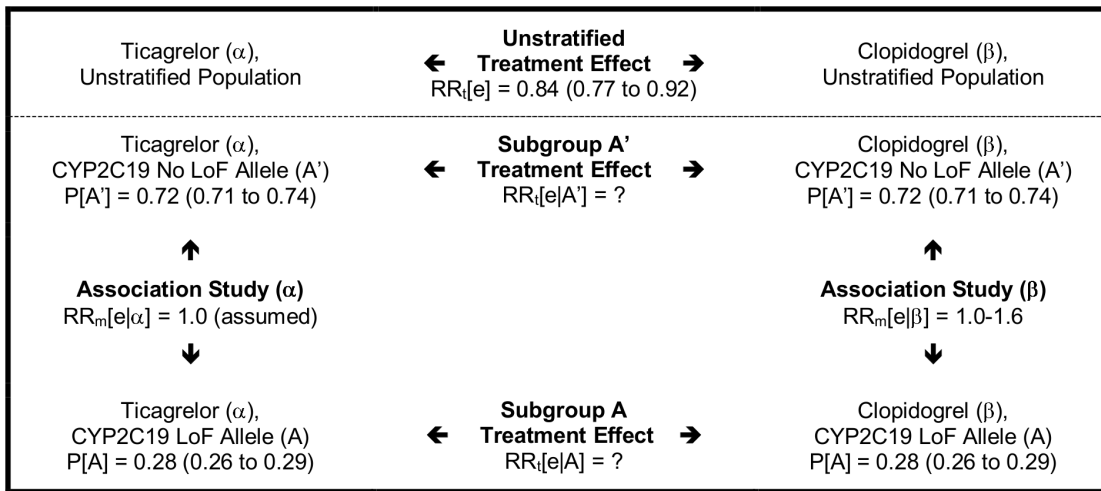 Ticagrelor (α),
Unstratified Population
Unstratified
Treatment Effect
RRt[e] = 0.84 (0.77 to 0.92)
Clopidogrel (β),
Unstratified Population
Ticagrelor (α),
CYP2C19 No LoF Allele (A’)
P[A’] = 0.72 (0.71 to 0.74)
Subgroup A’
Treatment Effect
RRt[e|A’] = ?
Clopidogrel (β),
CYP2C19 No LoF Allele (A’)
P[A’] = 0.72 (0.71 to 0.74)
Association Study (α)
RRm[e|α] = 1.0 (assumed)
Association Study (β)
RRm[e|β] = 1.0-1.6
Ticagrelor (α),
CYP2C19 LoF Allele (A)
P[A] = 0.28 (0.26 to 0.29)
Subgroup A
Treatment Effect
RRt[e|A] = ?
Clopidogrel (β),
CYP2C19 LoF Allele (A)
P[A] = 0.28 (0.26 to 0.29)